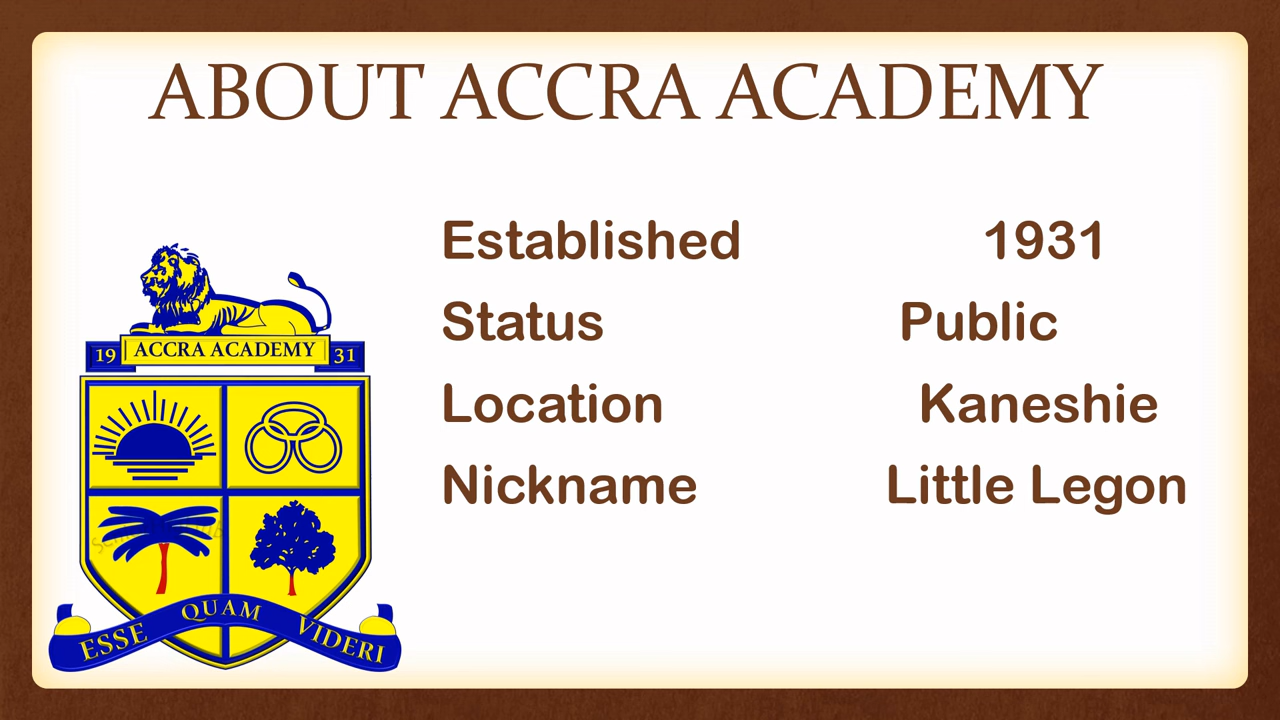 ABOUT ACCRA ACADEMY
Established 1931
Status Public
Location Kaneshie
Nickname Little Legon
19 ACCRA ACADEMY 31
ESSE QUAM VIDERI